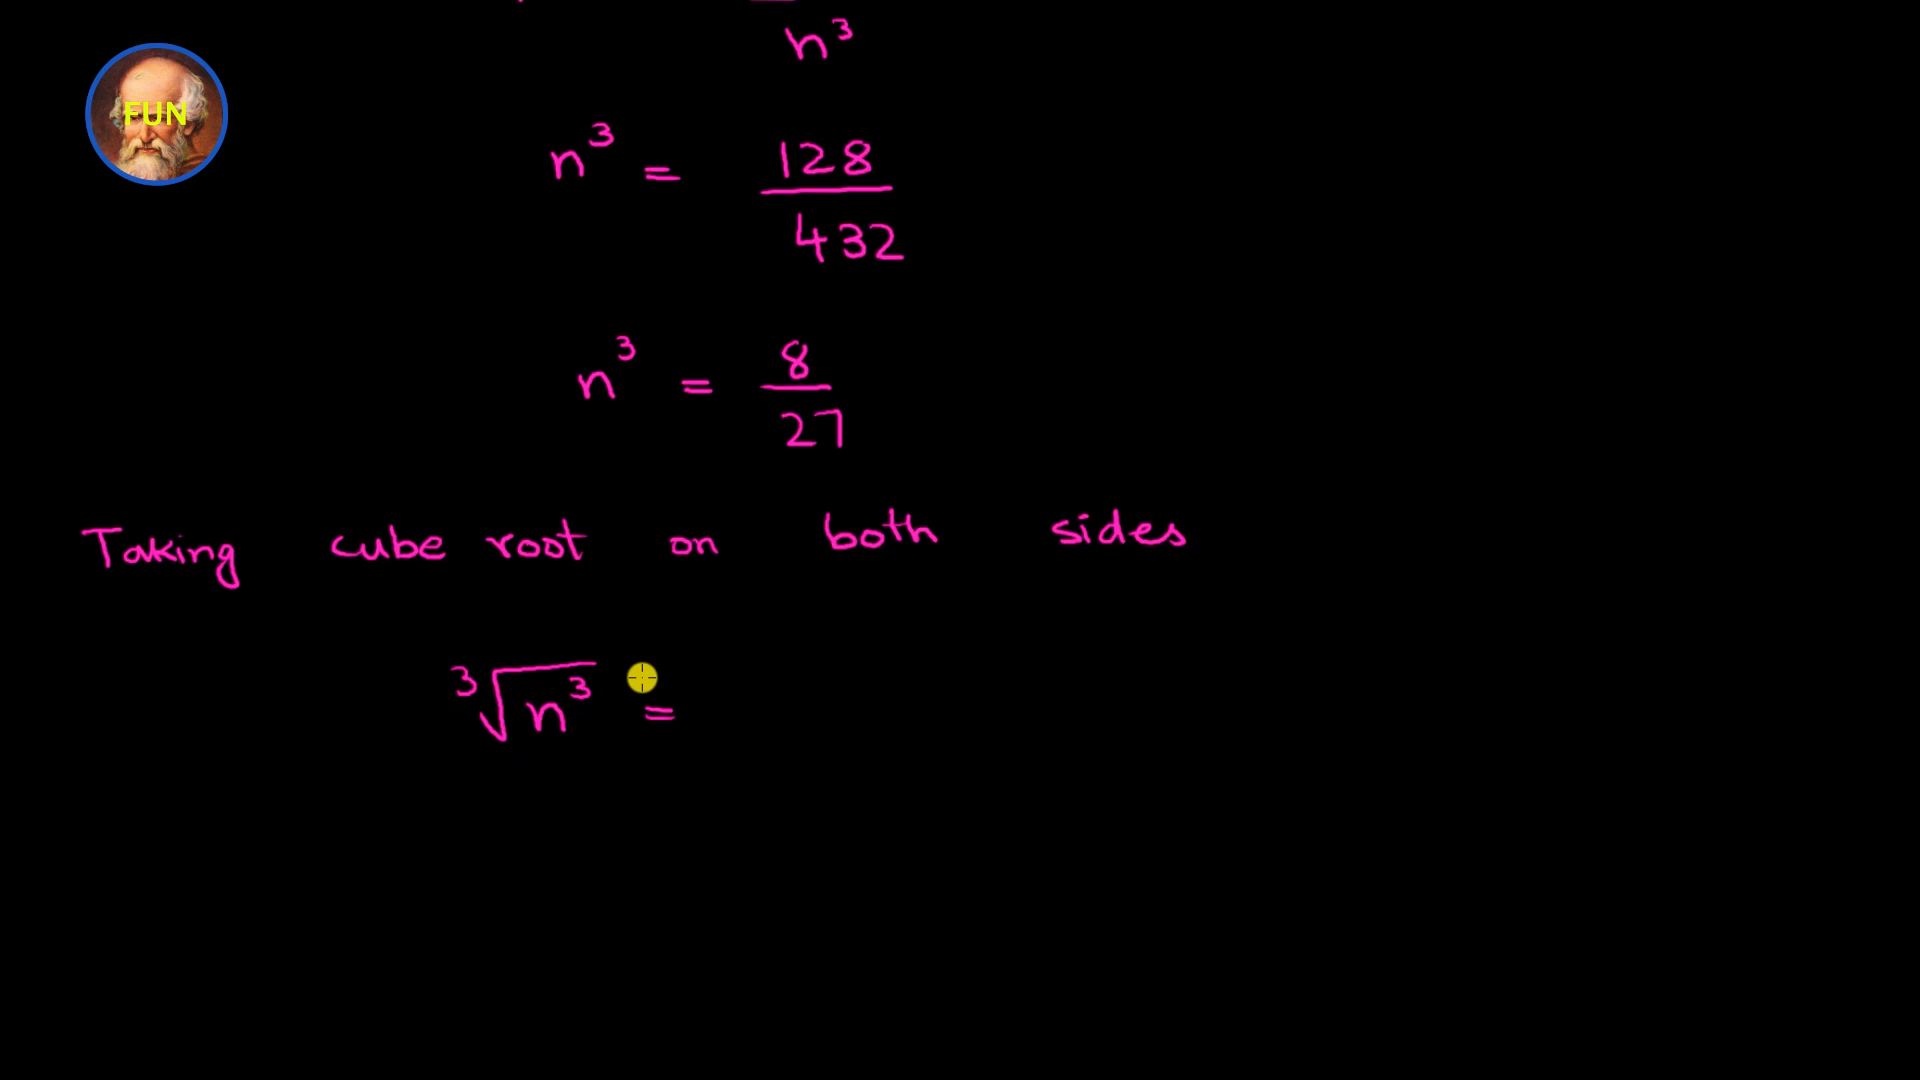 n³
FUN
n³ = 128/432
n³ = 8/27
Taking cube root on both sides
∛n³ =